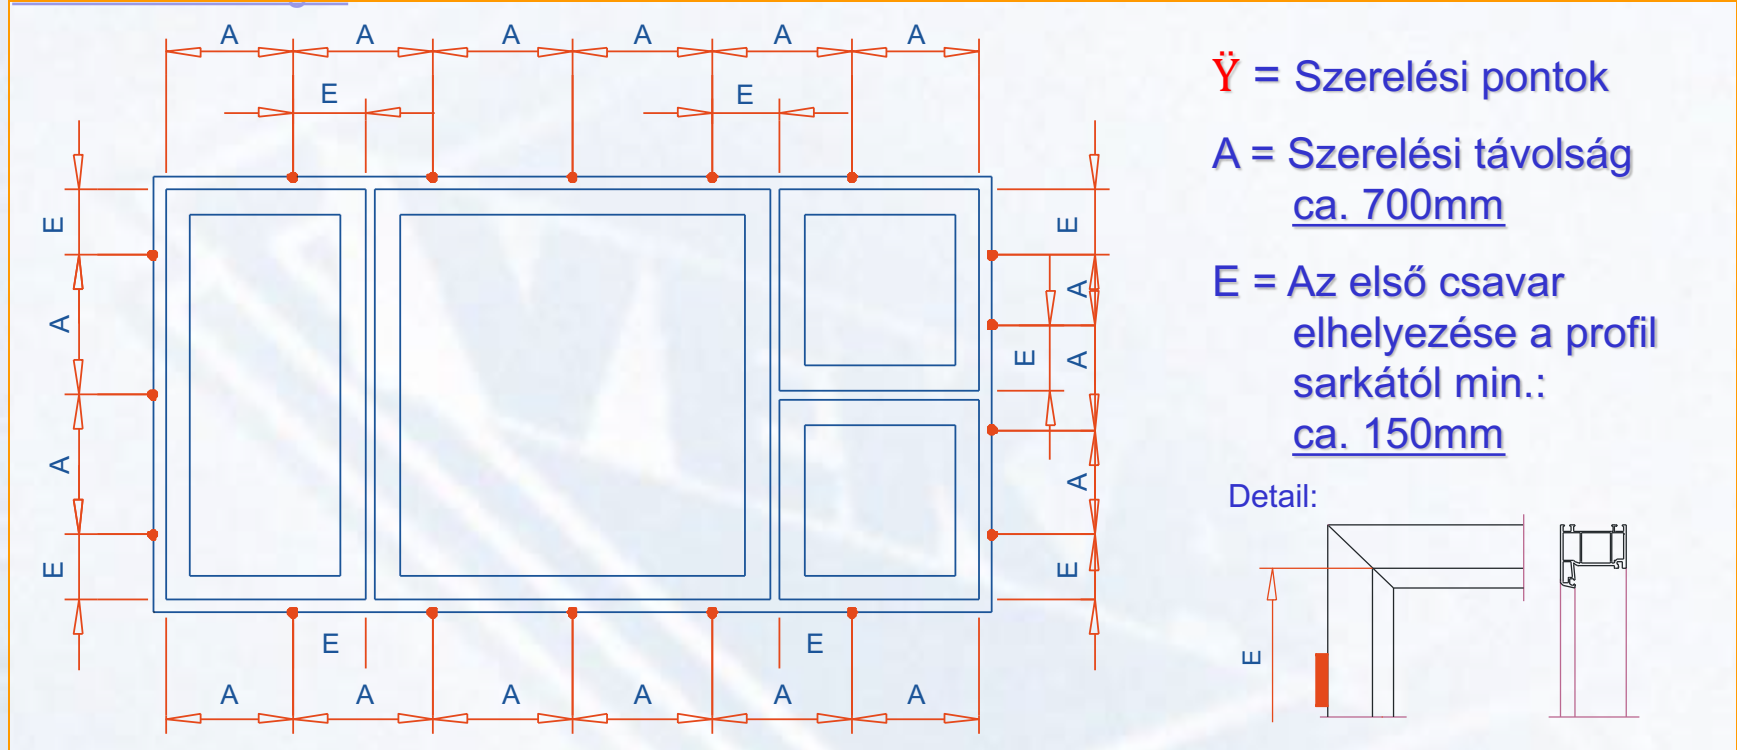 A A A A A A
E E
E
A
A
E
E
A
E A
A
E
E E
A A A A A A
Ÿ = Szerelési pontok
A = Szerelési távolság
ca. 700mm
E = Az első csavar
elhelyezése a profil
sarkától min.:
ca. 150mm
Detail:
E